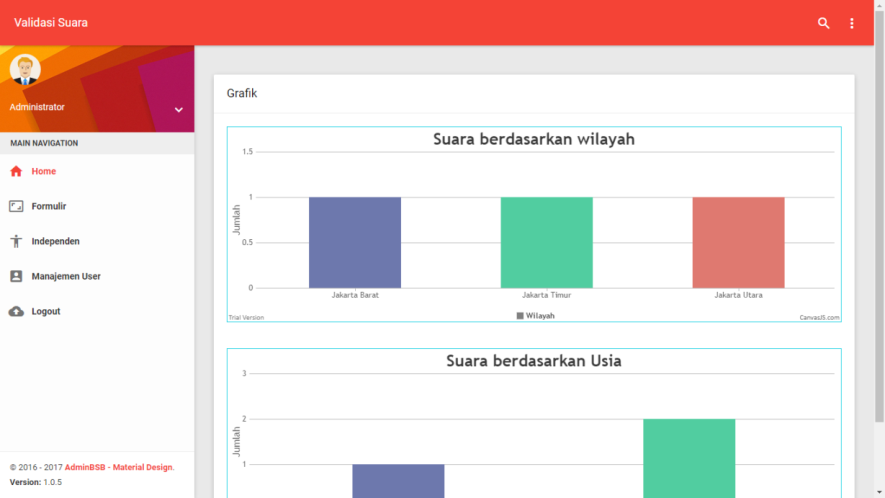 Validasi Suara
Administrator
MAIN NAVIGATION
Home
Formulir
Independen
Manajemen User
Logout
© 2016 - 2017 AdminBSB - Material Design.
Version: 1.0.5
Grafik
Suara berdasarkan wilayah
1.5
1
0.5
0
Jumlah
Jakarta Barat
Jakarta Timur
Jakarta Utara
Wilayah
Trial Version
CanvasJS.com
Suara berdasarkan Usia
3
2
1
Jumlah